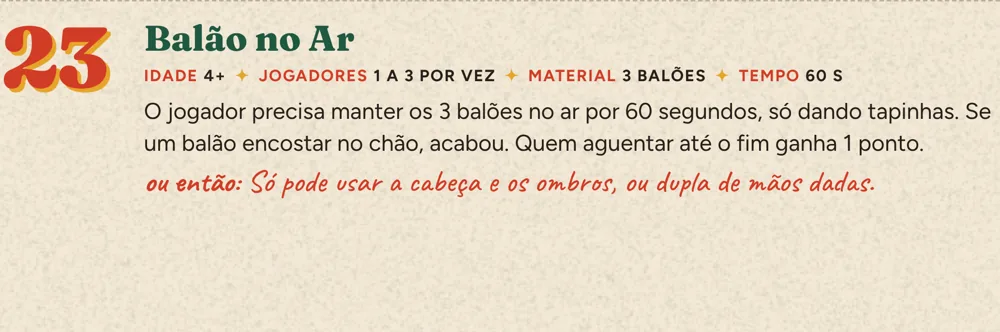 23
Balão no Ar
IDADE 4+ ✦ JOGADORES 1 A 3 POR VEZ ✦ MATERIAL 3 BALÕES ✦ TEMPO 60 S
O jogador precisa manter os 3 balões no ar por 60 segundos, só dando tapinhas. Se
um balão encostar no chão, acabou. Quem aguentar até o fim ganha 1 ponto.
ou então: Só pode usar a cabeça e os ombros, ou dupla de mãos dadas.